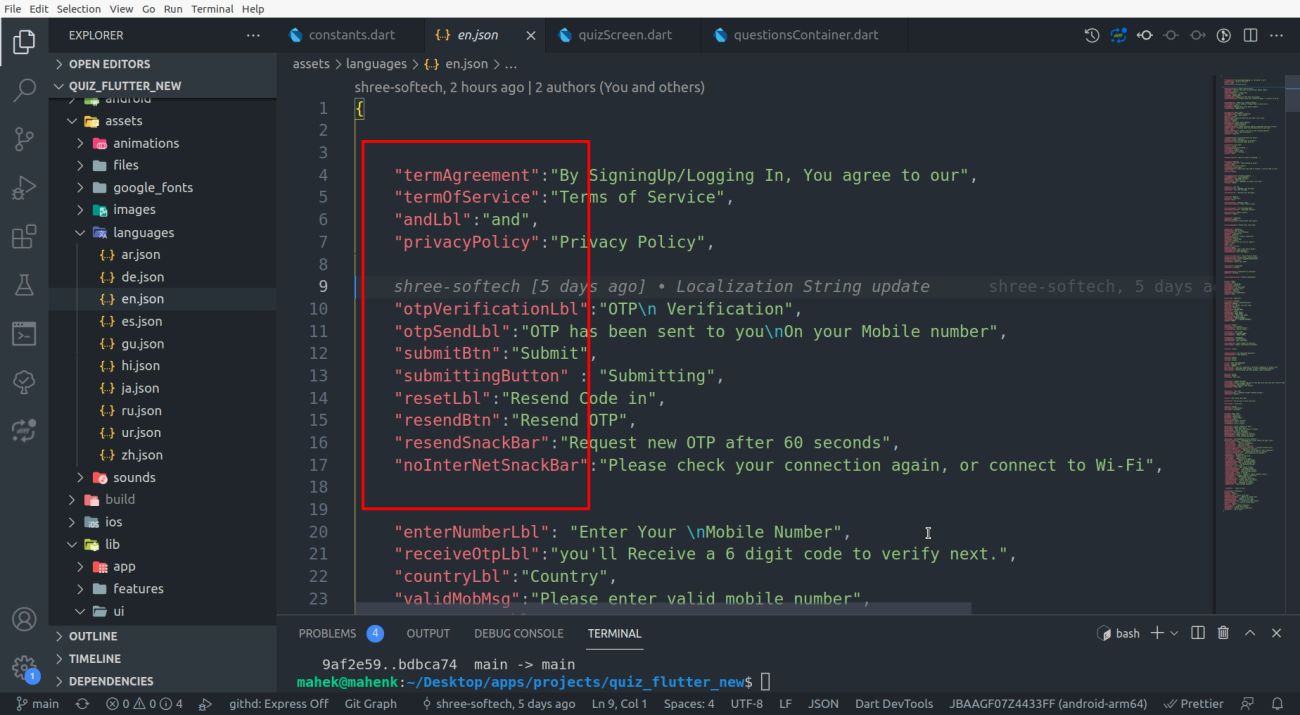 File Edit Selection View Go Run Terminal Help
EXPLORER
constants.dart en.json quizScreen.dart questionsContainer.dart
OPEN EDITORS
QUIZ_FLUTTER_NEW
android
assets
animations
files
google_fonts
images
languages
ar.json
de.json
en.json
es.json
gu.json
hi.json
ja.json
ru.json
ur.json
zh.json
sounds
build
ios
lib
app
features
ui
OUTLINE
TIMELINE
DEPENDENCIES
assets > languages > {..} en.json > ...
shree-softech, 2 hours ago | 2 authors (You and others)
1 {
2
3
4 "termAgreement":"By SigningUp/Logging In, You agree to our",
5 "termOfService":"Terms of Service",
6 "andLbl":"and",
7 "privacyPolicy":"Privacy Policy",
8
9 shree-softech [5 days ago] • Localization String update shree-softech, 5 days a
10 "otpVerificationLbl":"OTP\n Verification",
11 "otpSendLbl":"OTP has been sent to you\nOn your Mobile number",
12 "submitBtn":"Submit",
13 "submittingButton" : "Submitting",
14 "resetLbl":"Resend Code in",
15 "resendBtn":"Resend OTP",
16 "resendSnackBar":"Request new OTP after 60 seconds",
17 "noInterNetSnackBar":"Please check your connection again, or connect to Wi-Fi",
18
19
20 "enterNumberLbl": "Enter Your \nMobile Number",
21 "receiveOtpLbl":"you'll Receive a 6 digit code to verify next.",
22 "countryLbl":"Country",
23 "validMobMsg":"Please enter valid mobile number",
PROBLEMS 4 OUTPUT DEBUG CONSOLE TERMINAL bash
9af2e59..bdbca74 main -> main
mahek@mahenk:~/Desktop/apps/projects/quiz_flutter_new$
1
main 0 0 4 githd: Express Off Git Graph shree-softech, 5 days ago Ln 9, Col 1 Spaces: 4 UTF-8 LF JSON Dart DevTools JBAAGF07Z4433FF (android-arm64) Prettier